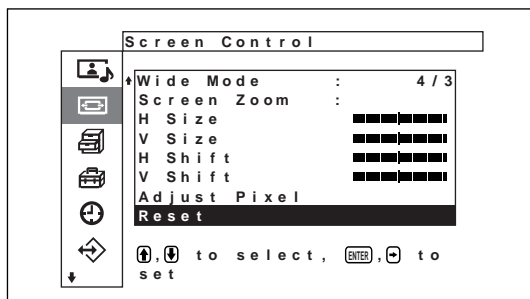 Screen Control
Wide Mode : 4/3
Screen Zoom :
H Size
V Size
H Shift
V Shift
Adjust Pixel
Reset
↑,↓ to select, ENTER,→ to
set